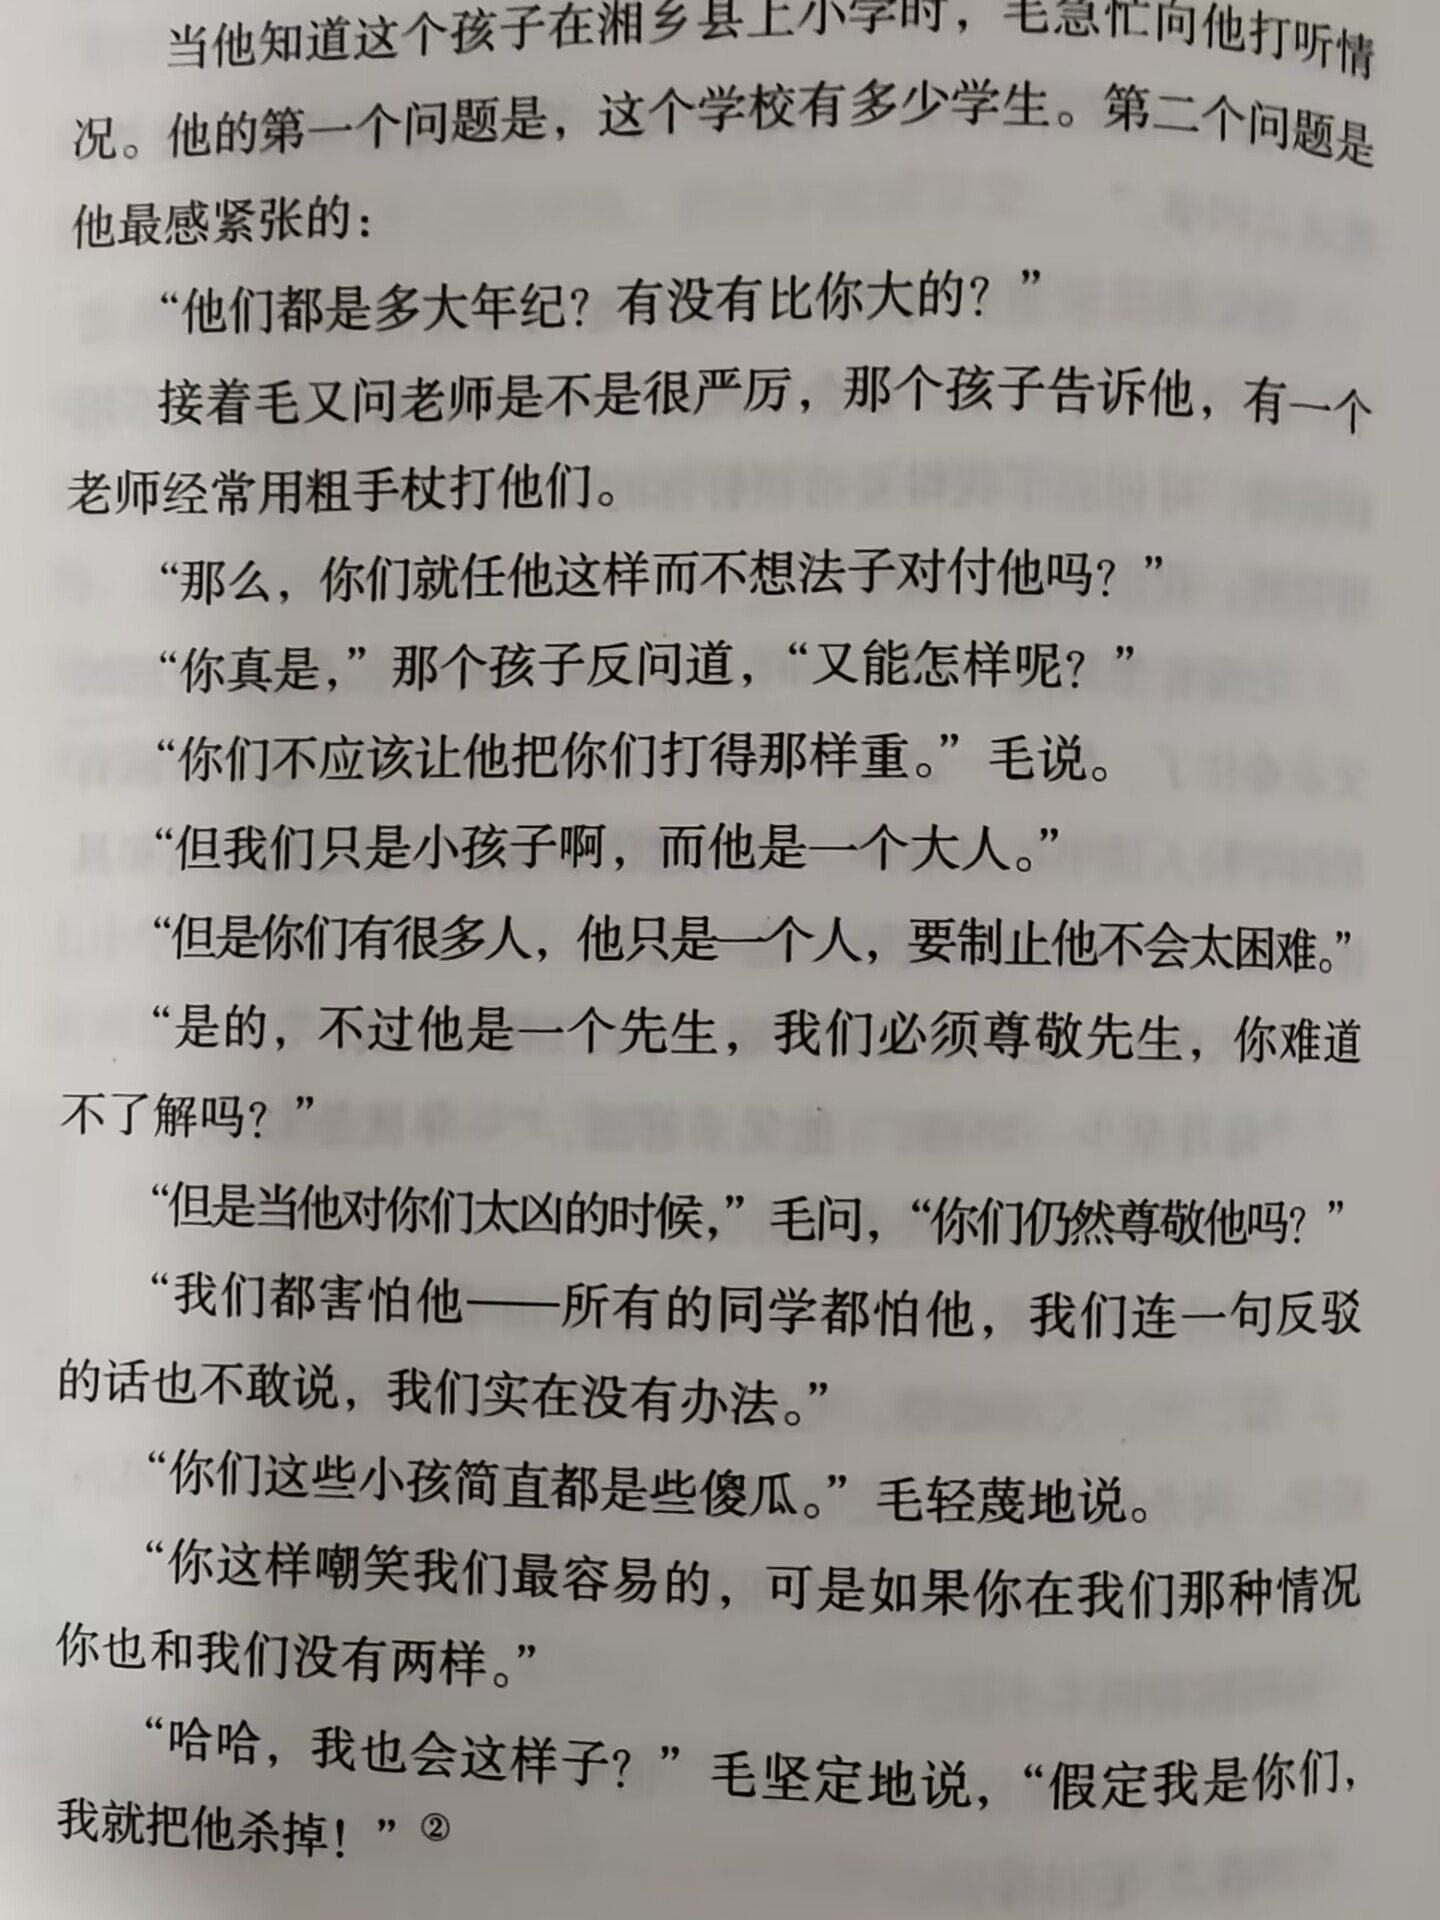 当他知道这个孩子在湘乡县上小学时，毛急忙向他打听情
况。他的第一个问题是，这个学校有多少学生。第二个问题是
他最感紧张的：
“他们都是多大年纪？有没有比你大的？”
接着毛又问老师是不是很严厉，那个孩子告诉他，有一个
老师经常用粗手杖打他们。
“那么，你们就任他这样而不想法子对付他吗？”
“你真是，”那个孩子反问道，“又能怎样呢？”
“你们不应该让他把你们打得那样重。”毛说。
“但我们只是小孩子啊，而他是一个大人。”
“但是你们有很多人，他只是一个人，要制止他不会太困难。”
“是的，不过他是一个先生，我们必须尊敬先生，你难道
不了解吗？”
“但是当他对你们太凶的时候，”毛问，“你们仍然尊敬他吗？”
“我们都害怕他——所有的同学都怕他，我们连一句反驳
的话也不敢说，我们实在没有办法。”
“你们这些小孩简直都是些傻瓜。”毛轻蔑地说。
“你这样嘲笑我们最容易的，可是如果你在我们那种情况
你也和我们没有两样。”
“哈哈，我也会这样子？”毛坚定地说，“假定我是你们，
我就把他杀掉！”②